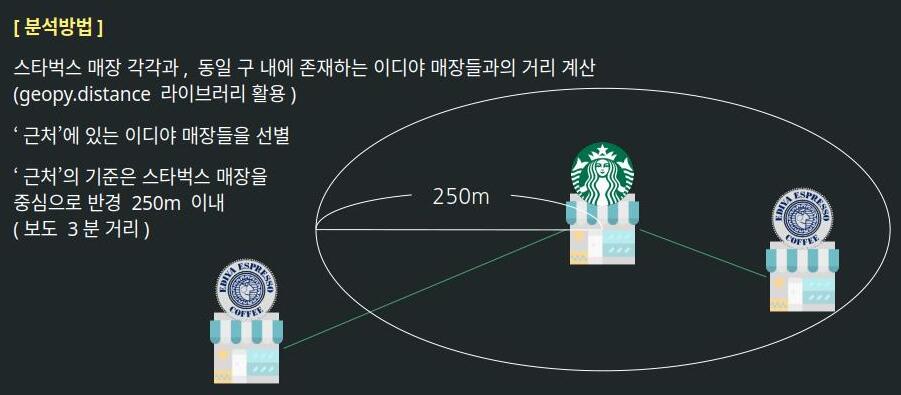 [ 분석방법 ]
스타벅스 매장 각각과 , 동일 구 내에 존재하는 이디야 매장들과의 거리 계산
(geopy.distance 라이브러리 활용 )
‘ 근처’에 있는 이디야 매장들을 선별
‘ 근처’의 기준은 스타벅스 매장을
중심으로 반경 250m 이내
( 보도 3 분 거리 )
250m
EDIYA ESPRESSO
COFFEE
EDIYA ESPRESSO
COFFEE